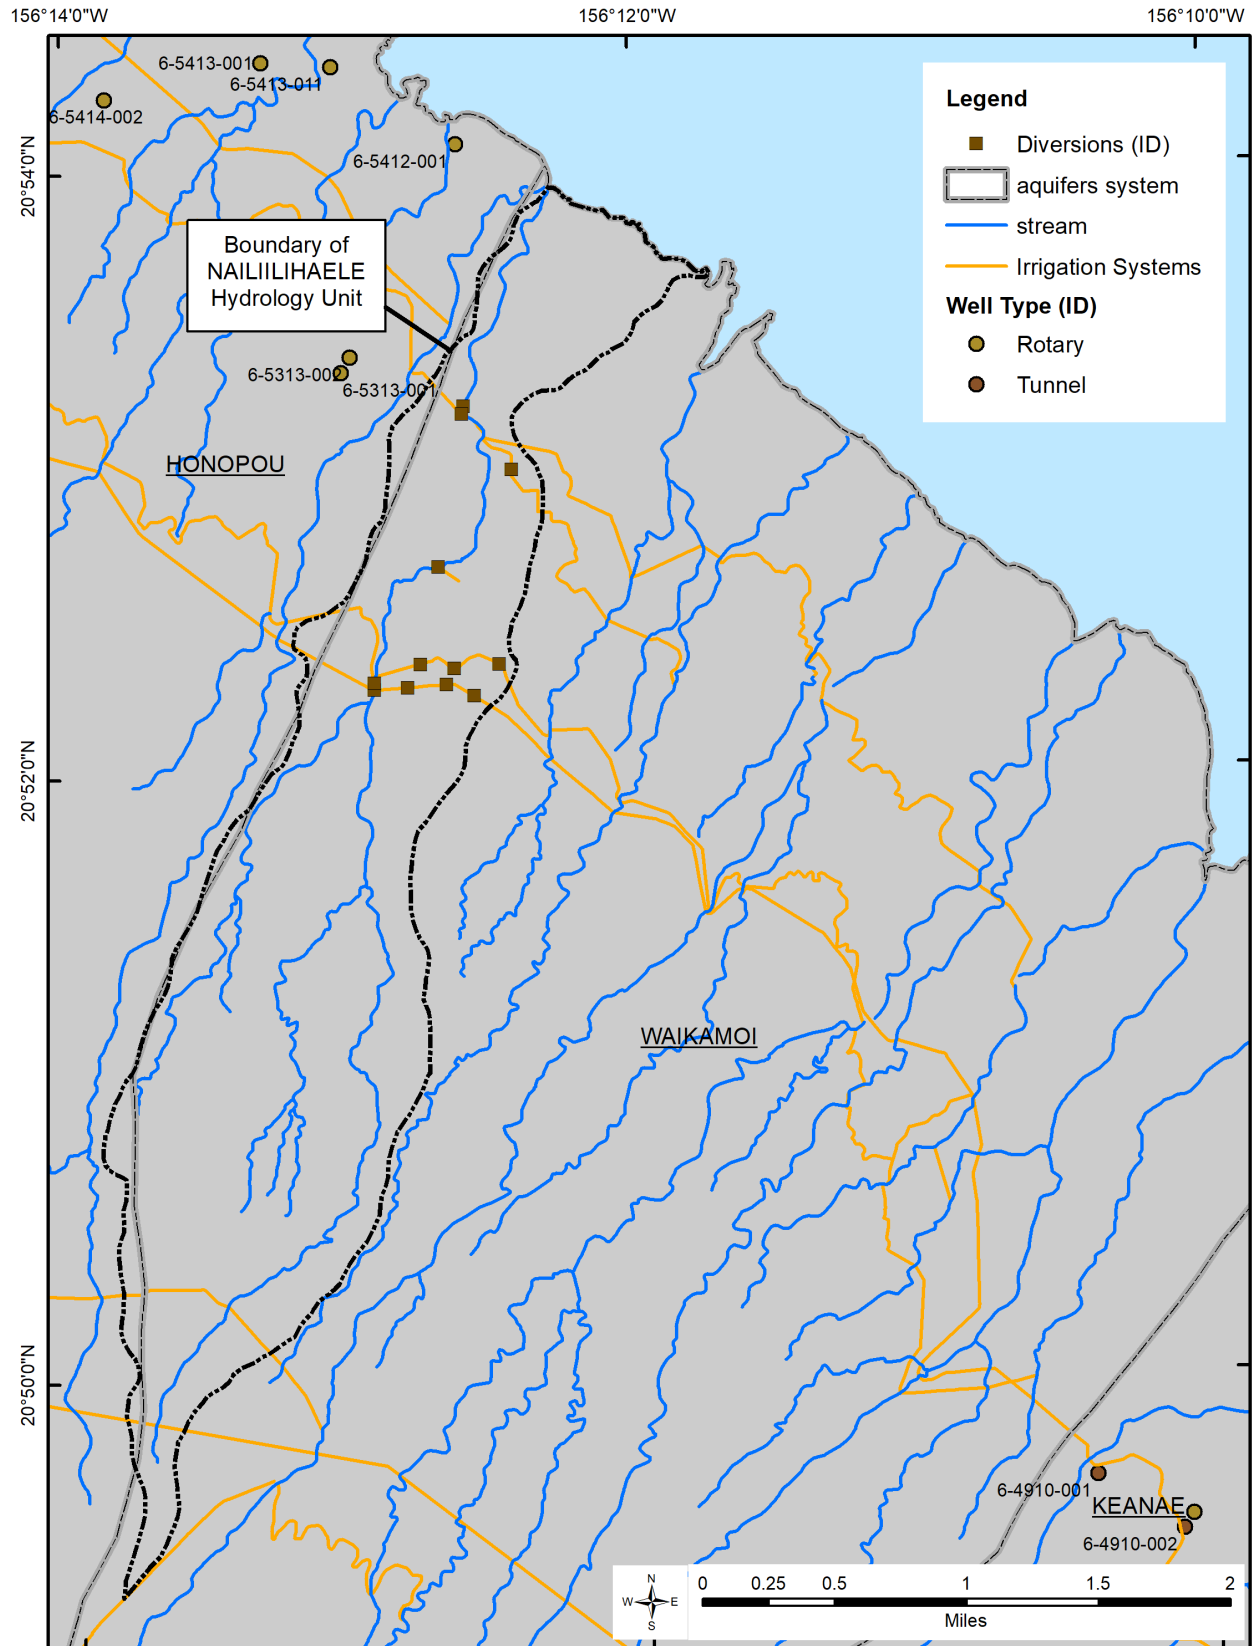 156°14'0"W
156°12'0"W
156°10'0"W
20°54'0"N
20°52'0"N
20°50'0"N
6-5413-001
6-5413-011
6-5414-002
6-5412-001
Boundary of
NAILIILIHAELE
Hydrology Unit
6-5313-002
6-5313-001
HONOPOU
WAIKAMOI
6-4910-001
KEANAE
6-4910-002
Legend
Diversions (ID)
aquifers system
stream
Irrigation Systems
Well Type (ID)
Rotary
Tunnel
N
W
E
S
0 0.25 0.5 1 1.5 2
Miles